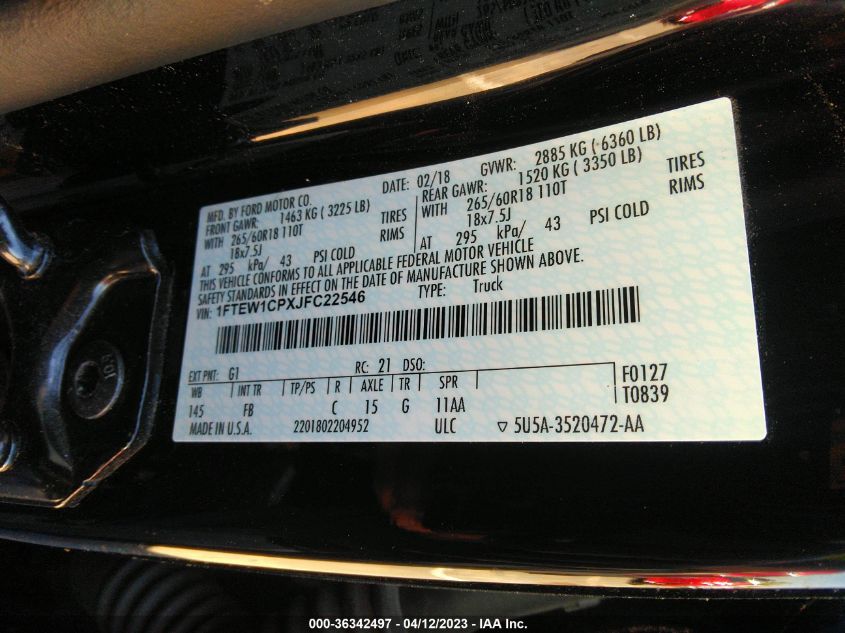 MFD. BY FORD MOTOR CO.
DATE: 02/18
GVWR: 2885 KG ( 6360 LB)
FRONT GAWR: 1463 KG ( 3225 LB)
REAR GAWR: 1520 KG ( 3350 LB)
WITH 265/60R18 110T TIRES
WITH 265/60R18 110T TIRES
18x7.5J RIMS
18x7.5J RIMS
AT 295 kPa/ 43 PSI COLD
AT 295 kPa/ 43 PSI COLD
THIS VEHICLE CONFORMS TO ALL APPLICABLE FEDERAL MOTOR VEHICLE
SAFETY STANDARDS IN EFFECT ON THE DATE OF MANUFACTURE SHOWN ABOVE.
VIN: 1FTEW1CPXJFC22546
TYPE: Truck
EXT PNT: G1 RC: 21 DSO:
WB INT TR TP/PS R AXLE TR SPR
F0127
145 FB C 15 G 11AA
T0839
MADE IN U.S.A. 2201802204952 ULC ▽ 5U5A-3520472-AA
000-36342497 - 04/12/2023 - IAA Inc.